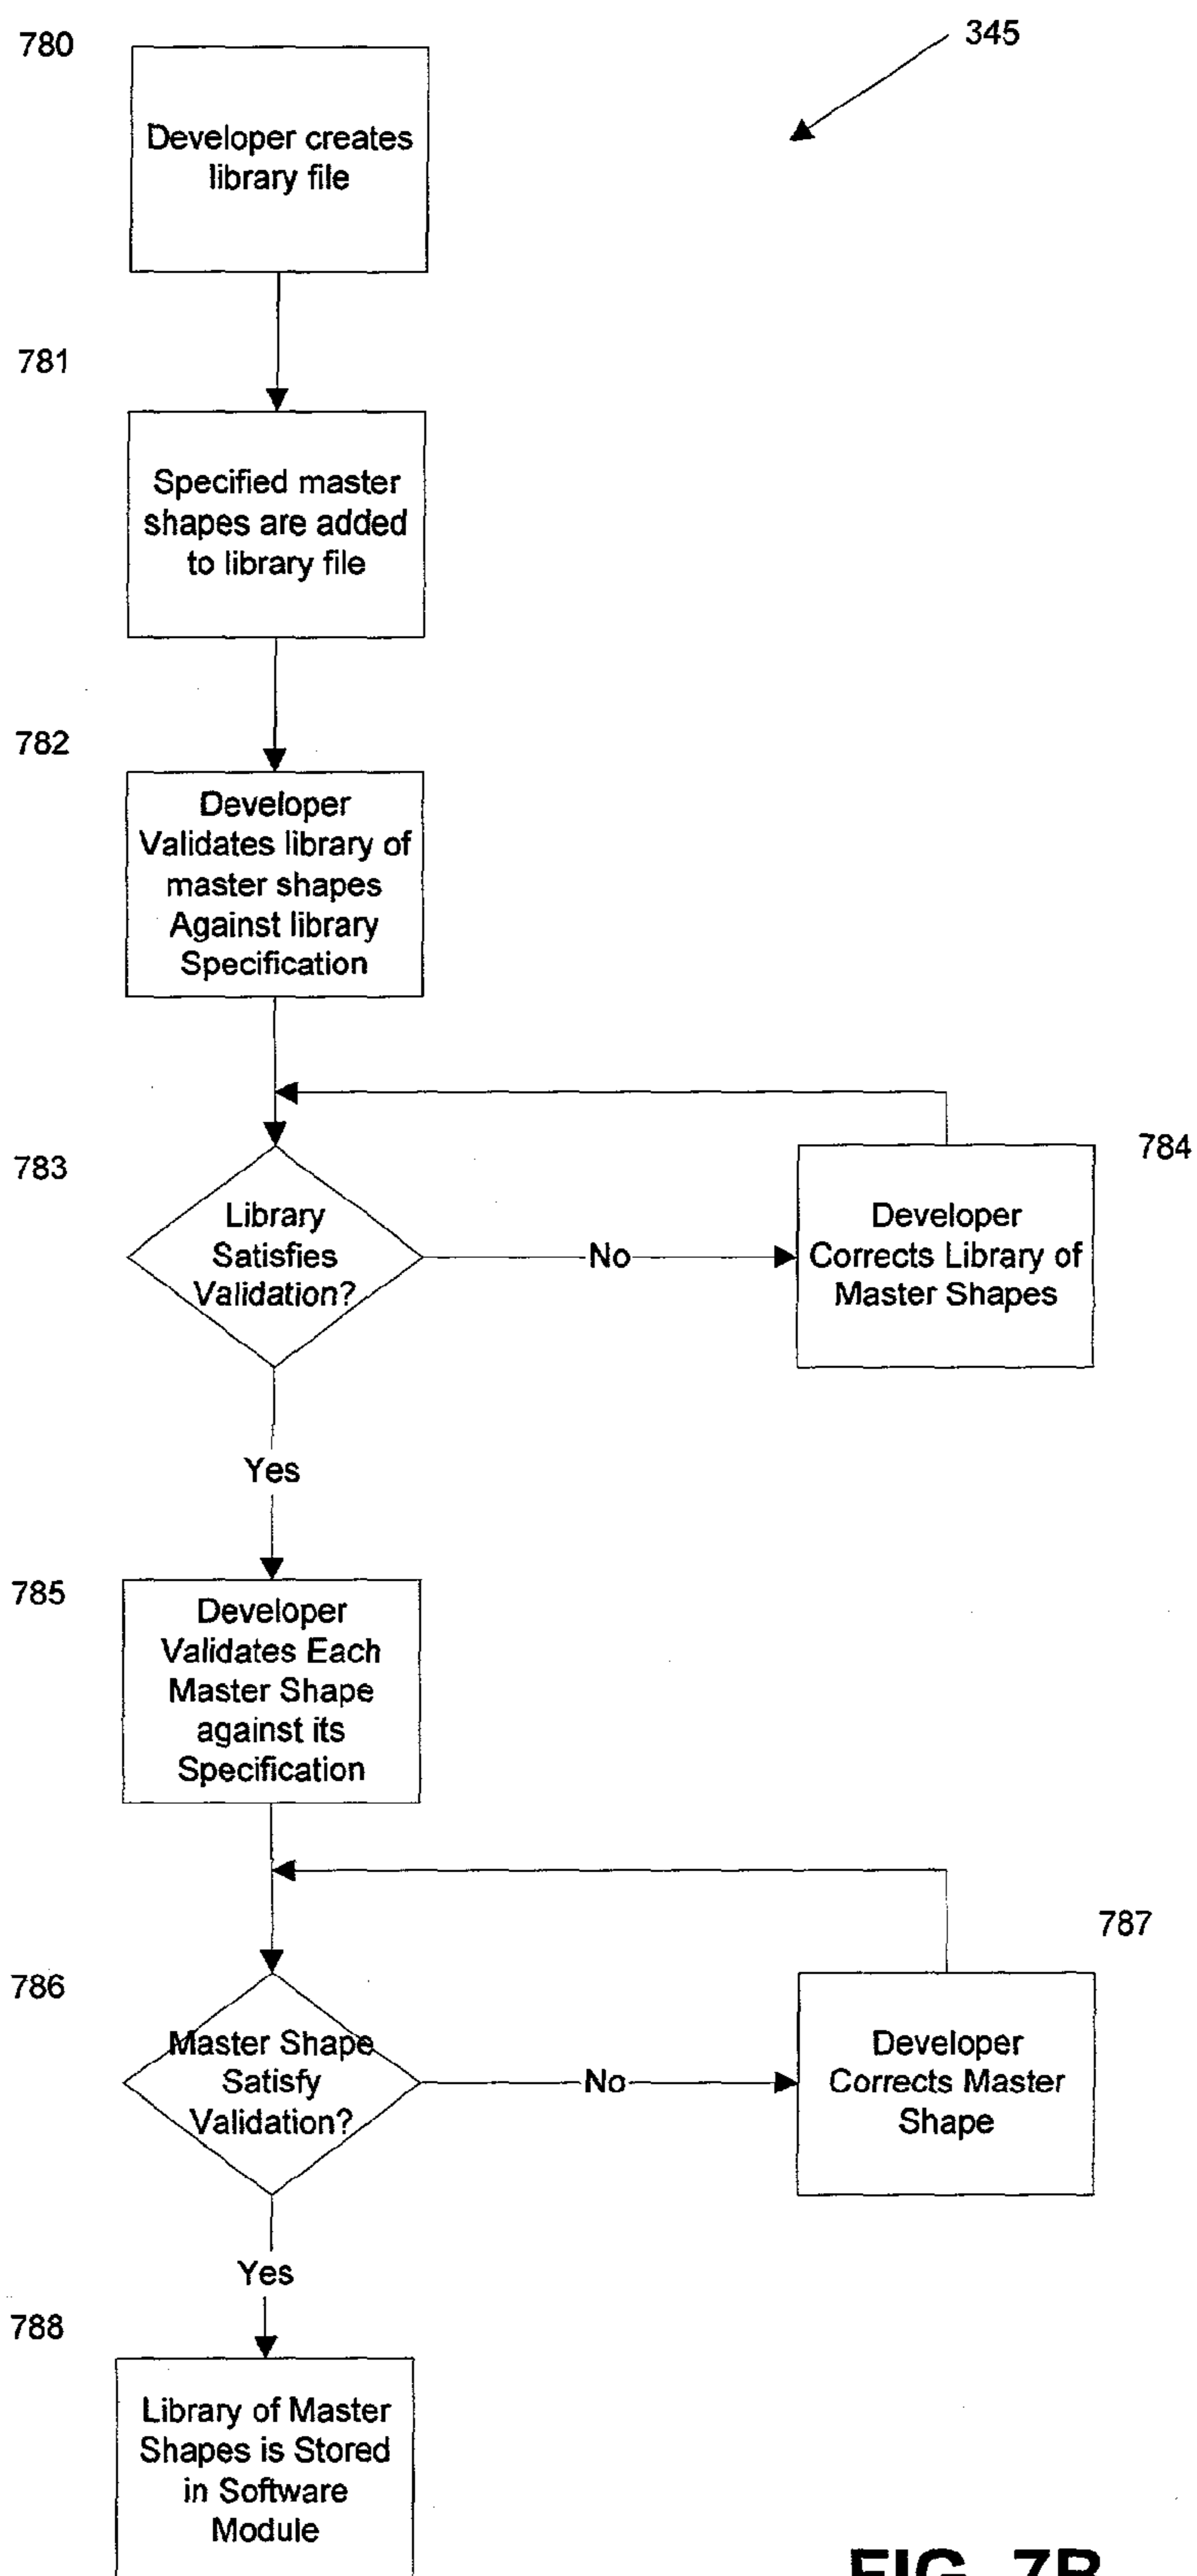 780
345
Developer creates
library file
781
Specified master
shapes are added
to library file
782
Developer
Validates library of
master shapes
Against library
Specification
783
784
Library
Satisfies
Validation?
No
Developer
Corrects Library of
Master Shapes
Yes
785
Developer
Validates Each
Master Shape
against its
Specification
787
786
Master Shape
Satisfy
Validation?
No
Developer
Corrects Master
Shape
Yes
788
Library of Master
Shapes is Stored
in Software
Module
FIG. 7B